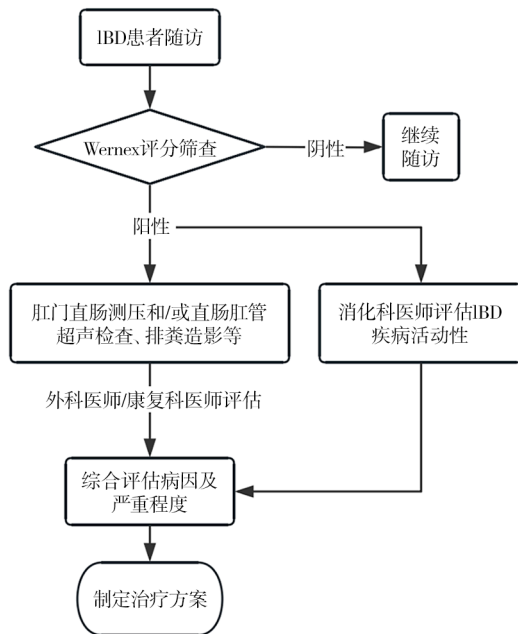 lBD患者随访
Wernex评分筛查
阴性
继续
随访
阳性
肛门直肠测压和/或直肠肛管
超声检查、排粪造影等
消化科医师评估lBD
疾病活动性
外科医师/康复科医师评估
综合评估病因及
严重程度
制定治疗方案